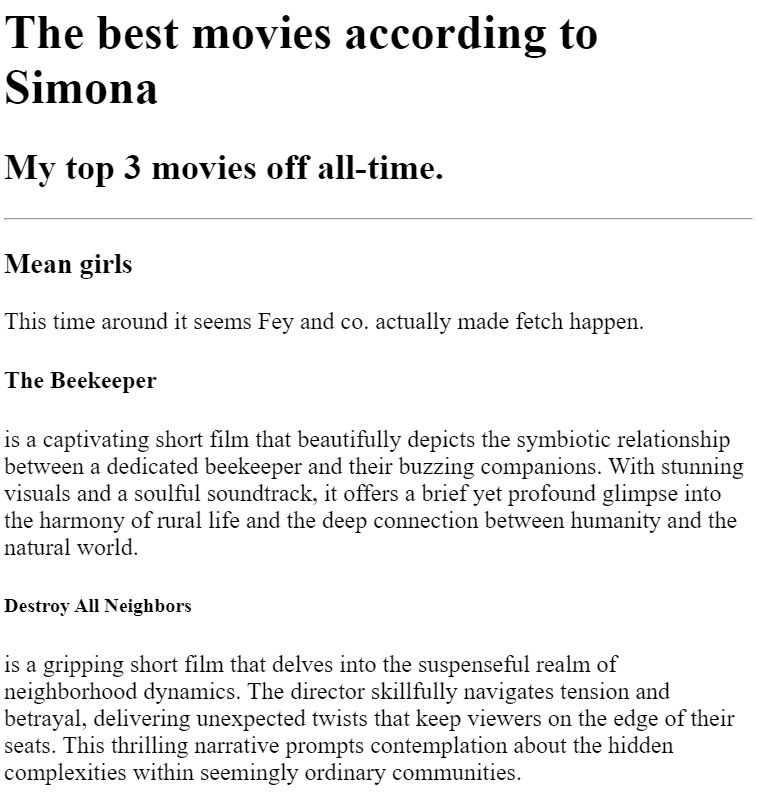 The best movies according to
Simona
My top 3 movies off all-time.
Mean girls
This time around it seems Fey and co. actually made fetch happen.
The Beekeeper
is a captivating short film that beautifully depicts the symbiotic relationship
between a dedicated beekeeper and their buzzing companions. With stunning
visuals and a soulful soundtrack, it offers a brief yet profound glimpse into
the harmony of rural life and the deep connection between humanity and the
natural world.
Destroy All Neighbors
is a gripping short film that delves into the suspenseful realm of
neighborhood dynamics. The director skillfully navigates tension and
betrayal, delivering unexpected twists that keep viewers on the edge of their
seats. This thrilling narrative prompts contemplation about the hidden
complexities within seemingly ordinary communities.